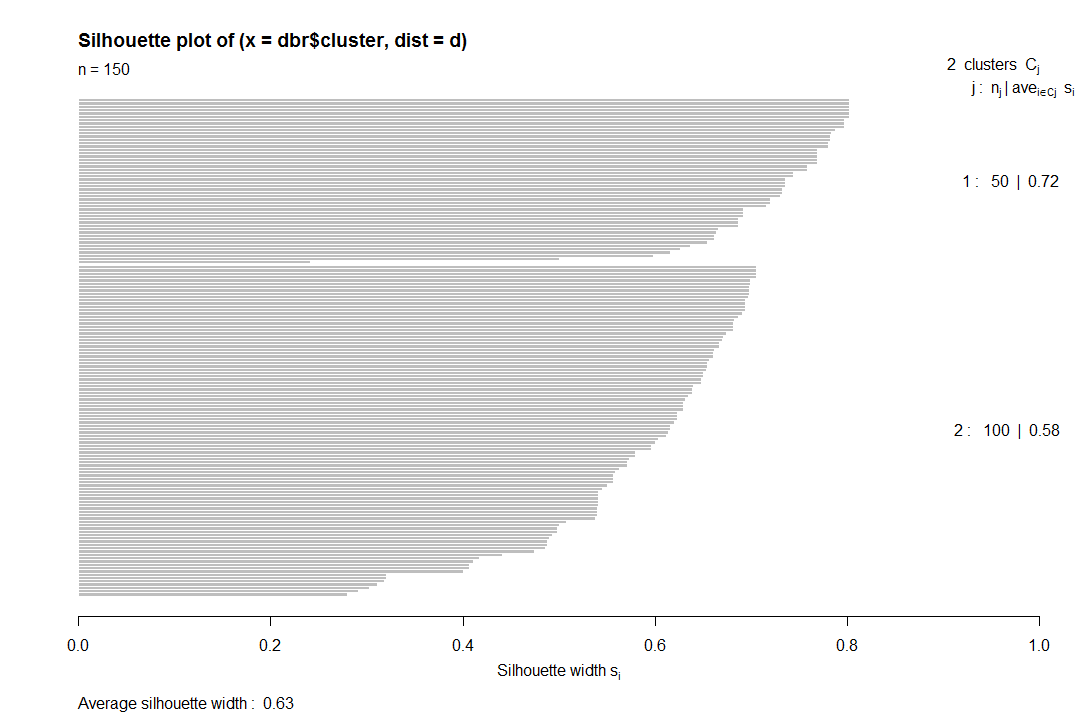 Silhouette plot of (x = dbr$cluster, dist = d)
n = 150
2 clusters Cj
j : nj | avei∈Cj si
1 : 50 | 0.72
2 : 100 | 0.58
0.0 0.2 0.4 0.6 0.8 1.0
Silhouette width si
Average silhouette width : 0.63